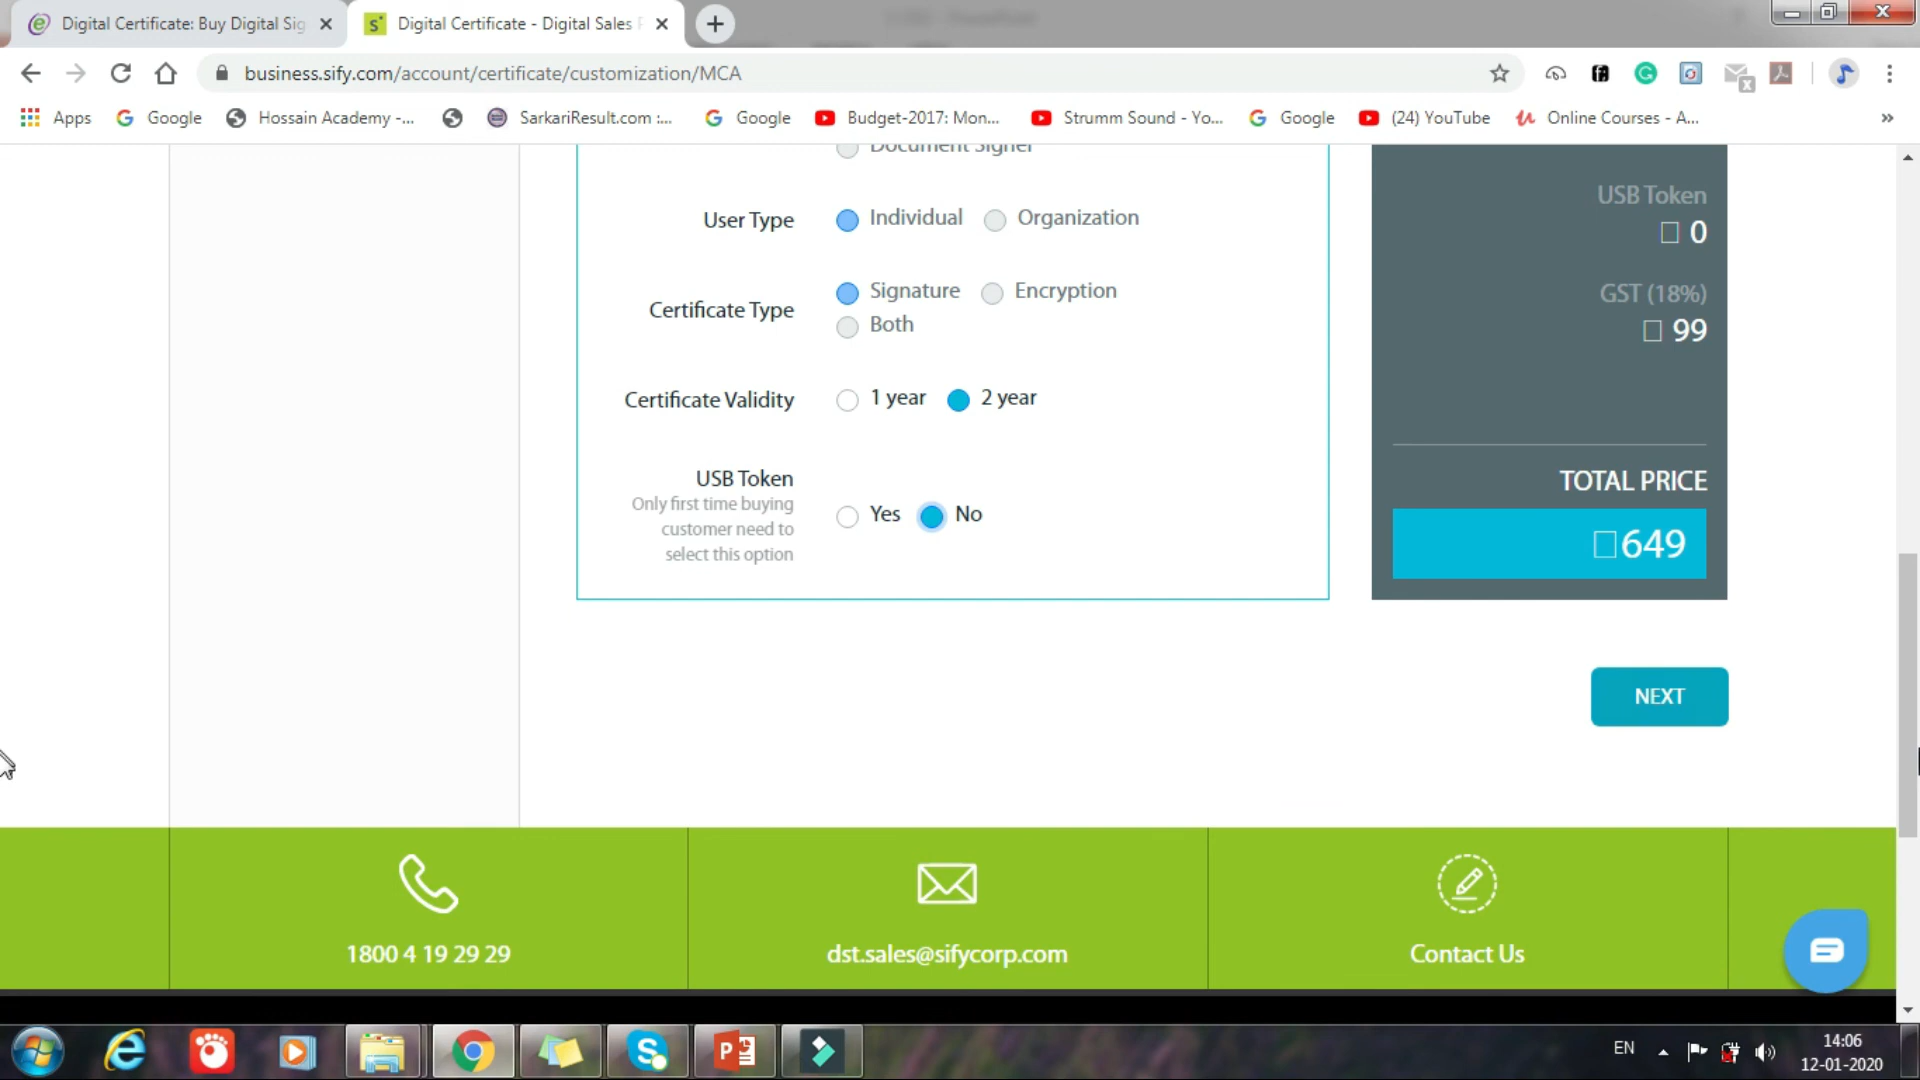 Digital Certificate: Buy Digital Sig
Digital Certificate - Digital Sales
business.sify.com/account/certificate/customization/MCA
Apps
Google
Hossain Academy -...
SarkariResult.com :...
Google
Budget-2017: Mon...
Strumm Sound - Yo...
Google
(24) YouTube
Online Courses - A...
»
Document Signer
User Type
Individual
Organization
Certificate Type
Signature
Encryption
Both
Certificate Validity
1 year
2 year
USB Token
Only first time buying
customer need to
select this option
Yes
No
USB Token
0
GST (18%)
99
TOTAL PRICE
649
NEXT
1800 4 19 29 29
dst.sales@sifycorp.com
Contact Us
EN
14:06
12-01-2020